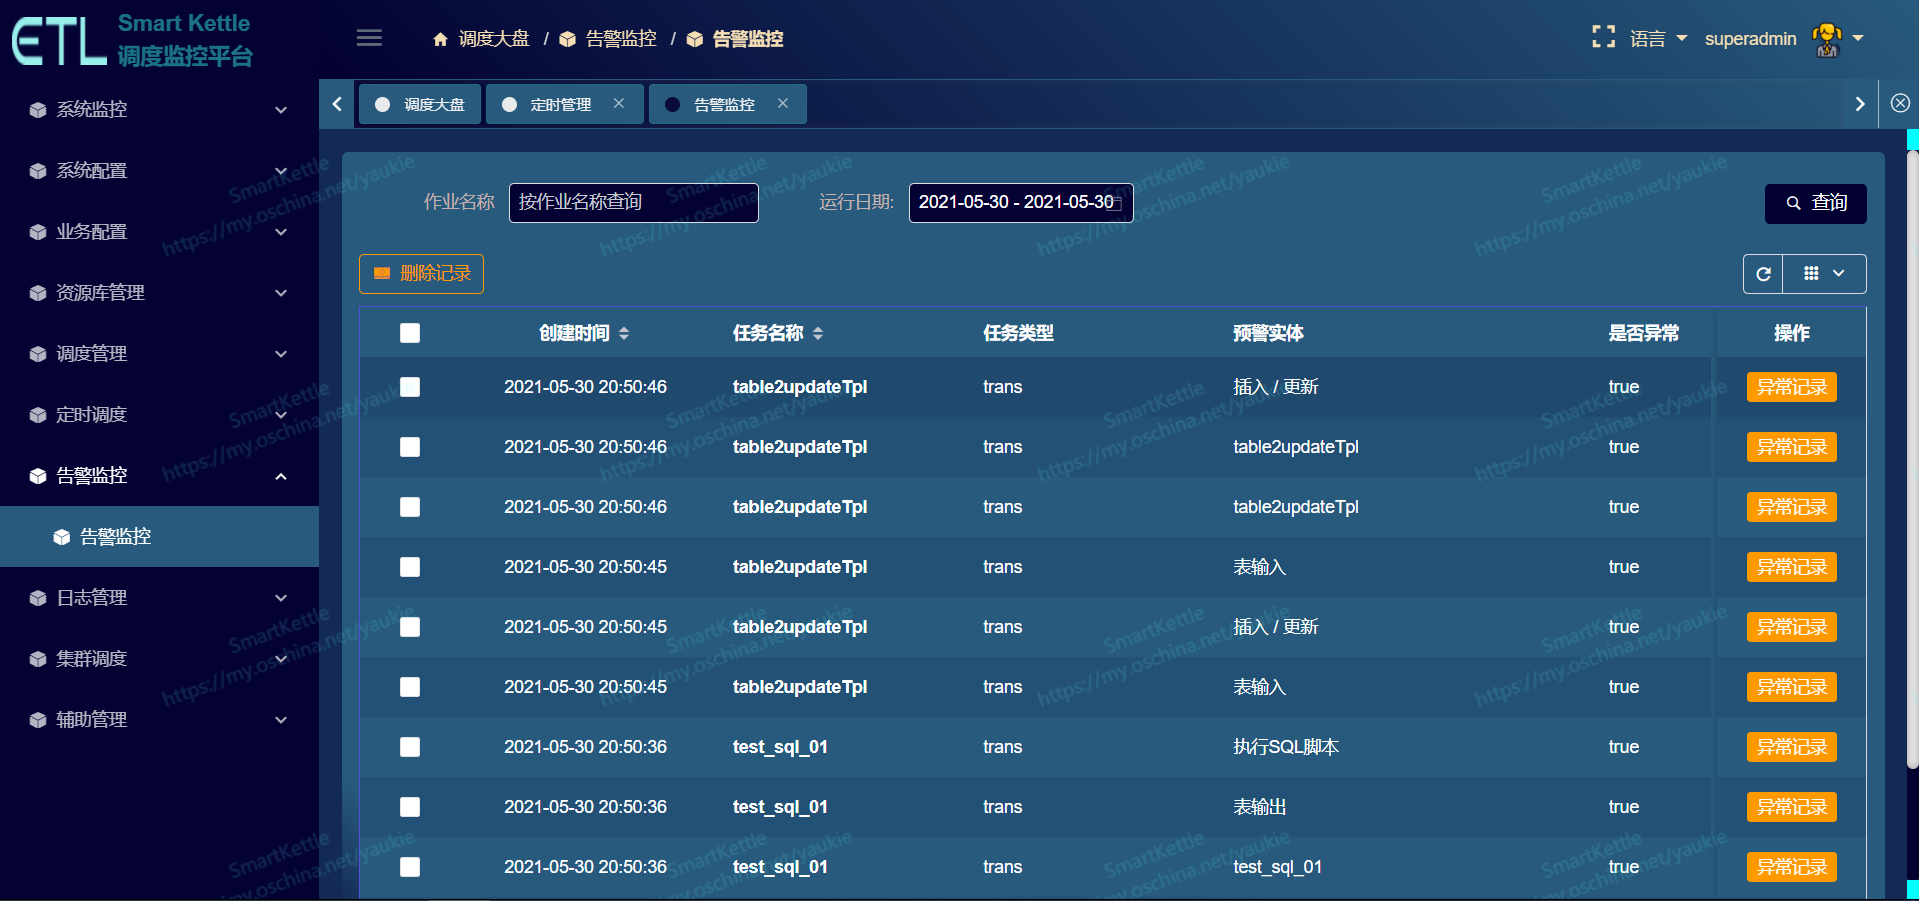 ETL Smart Kettle
调度监控平台
调度大盘 / 告警监控 / 告警监控
语言 superadmin
系统监控
系统配置
业务配置
资源库管理
调度管理
定时调度
告警监控
告警监控
日志管理
集群调度
辅助管理
调度大盘 定时管理 告警监控
作业名称 按作业名称查询 运行日期: 2021-05-30 - 2021-05-30 查询
删除记录
创建时间 任务名称 任务类型 预警实体 是否异常 操作
2021-05-30 20:50:46 table2updateTpl trans 插入 / 更新 true 异常记录
2021-05-30 20:50:46 table2updateTpl trans table2updateTpl true 异常记录
2021-05-30 20:50:46 table2updateTpl trans table2updateTpl true 异常记录
2021-05-30 20:50:45 table2updateTpl trans 表输入 true 异常记录
2021-05-30 20:50:45 table2updateTpl trans 插入 / 更新 true 异常记录
2021-05-30 20:50:45 table2updateTpl trans 表输入 true 异常记录
2021-05-30 20:50:36 test_sql_01 trans 执行SQL脚本 true 异常记录
2021-05-30 20:50:36 test_sql_01 trans 表输出 true 异常记录
2021-05-30 20:50:36 test_sql_01 trans test_sql_01 true 异常记录
SmartKettle
https://my.oschina.net/yaukie